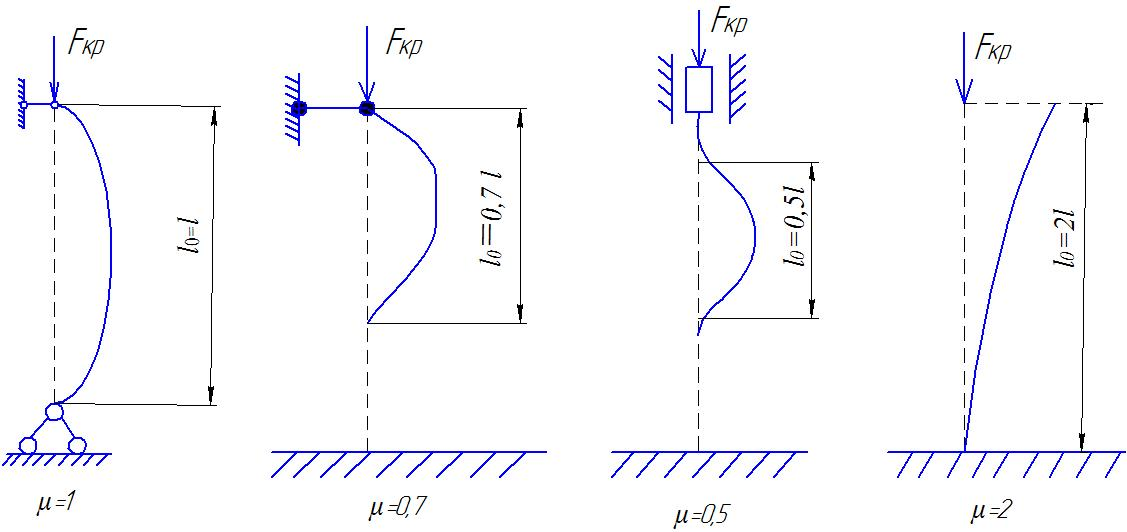 Fкр
l0=l
μ=1
Fкр
l0=0,7 l
μ=0,7
Fкр
l0=0,5l
μ=0,5
Fкр
l0=2l
μ=2